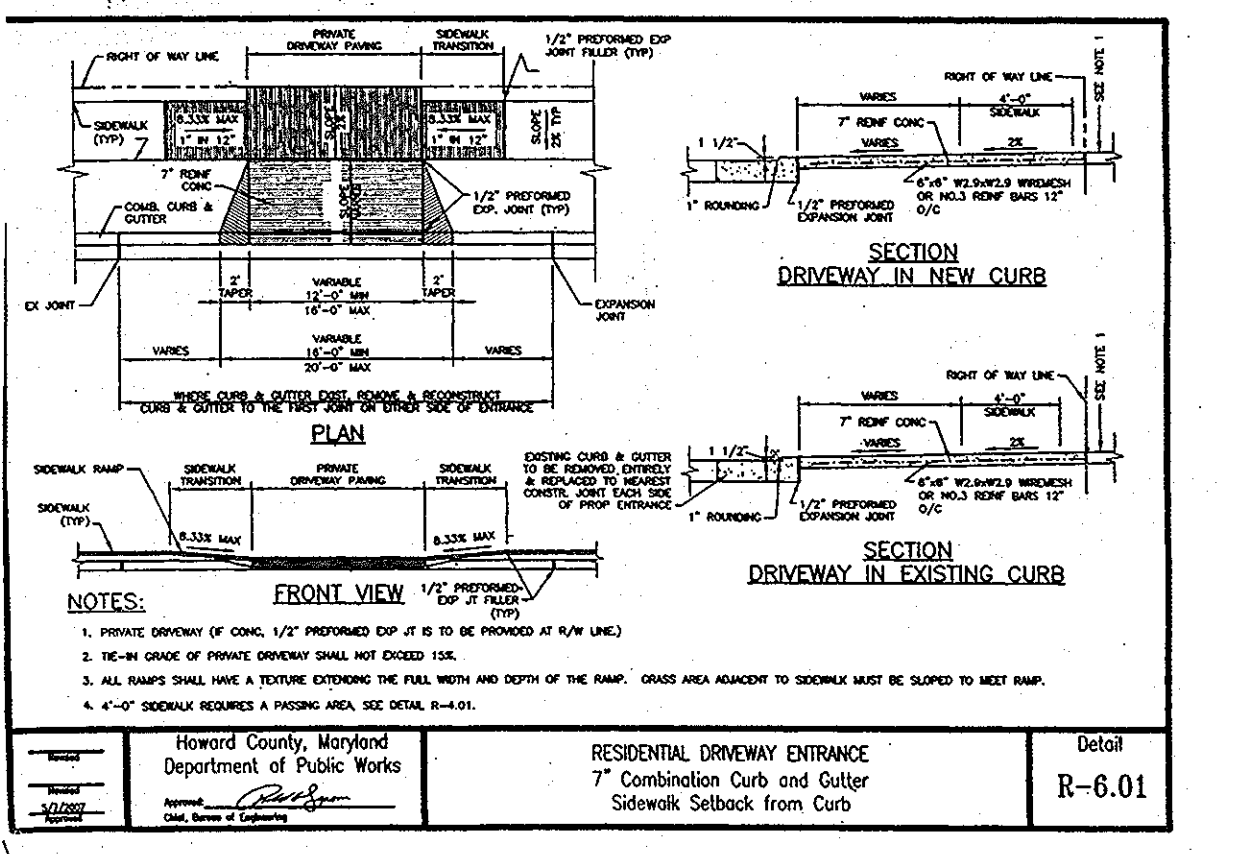 PRIVATE
DRIVEWAY PAVING
SIDEWALK
TRANSITION
1/2" PREFORMED EXP
JOINT FILLER (TYP)
RIGHT OF WAY LINE
SIDEWALK
(TYP)
8.33% MAX
1" IN 12"
SLOPE
2%
8.33% MAX
1" IN 12"
SLOPE
2% TYP
7" REINF
CONC
SLOPE
VARIES
1/2" PREFORMED
EXP. JOINT (TYP)
COMB. CURB &
GUTTER
EX JOINT
2'
TAPER
VARIABLE
12'-0" MIN
16'-0" MAX
2'
TAPER
EXPANSION
JOINT
VARIES
VARIABLE
16'-0" MIN
20'-0" MAX
VARIES
WHERE CURB & GUTTER EXIST, REMOVE & RECONSTRUCT
CURB & GUTTER TO THE FIRST JOINT ON EITHER SIDE OF ENTRANCE
PLAN
RIGHT OF WAY LINE
SEE NOTE 1
VARIES
4'-0"
SIDEWALK
7" REINF CONC
1 1/2"
VARIES
2%
6"x6" W2.9xW2.9 WIREMESH
OR NO.3 REINF BARS 12"
O/C
1" ROUNDING
1/2" PREFORMED
EXPANSION JOINT
SECTION
DRIVEWAY IN NEW CURB
RIGHT OF WAY LINE
SEE NOTE 1
VARIES
4'-0"
SIDEWALK
7" REINF CONC
1 1/2"
VARIES
2%
EXISTING CURB & GUTTER
TO BE REMOVED ENTIRELY
& REPLACED TO NEAREST
CONSTR. JOINT EACH SIDE
OF PROP ENTRANCE
6"x6" W2.9xW2.9 WIREMESH
OR NO.3 REINF BARS 12"
O/C
1" ROUNDING
1/2" PREFORMED
EXPANSION JOINT
SECTION
DRIVEWAY IN EXISTING CURB
SIDEWALK RAMP
SIDEWALK
TRANSITION
PRIVATE
DRIVEWAY PAVING
SIDEWALK
TRANSITION
SIDEWALK
(TYP)
8.33% MAX
8.33% MAX
FRONT VIEW
1/2" PREFORMED
EXP JT FILLER
(TYP)
NOTES:
1. PRIVATE DRIVEWAY (IF CONC, 1/2" PREFORMED EXP JT IS TO BE PROVIDED AT R/W LINE.)
2. TIE-IN GRADE OF PRIVATE DRIVEWAY SHALL NOT EXCEED 15%.
3. ALL RAMPS SHALL HAVE A TEXTURE EXTENDING THE FULL WIDTH AND DEPTH OF THE RAMP. GRASS AREA ADJACENT TO SIDEWALK MUST BE SLOPED TO MEET RAMP.
4. 4'-0" SIDEWALK REQUIRES A PASSING AREA, SEE DETAIL R-4.01.
Revised
Revised
5/7/2007
Approved
Howard County, Maryland
Department of Public Works
Approved:
Chief, Bureau of Engineering
RESIDENTIAL DRIVEWAY ENTRANCE
7" Combination Curb and Gutter
Sidewalk Setback from Curb
Detail
R-6.01